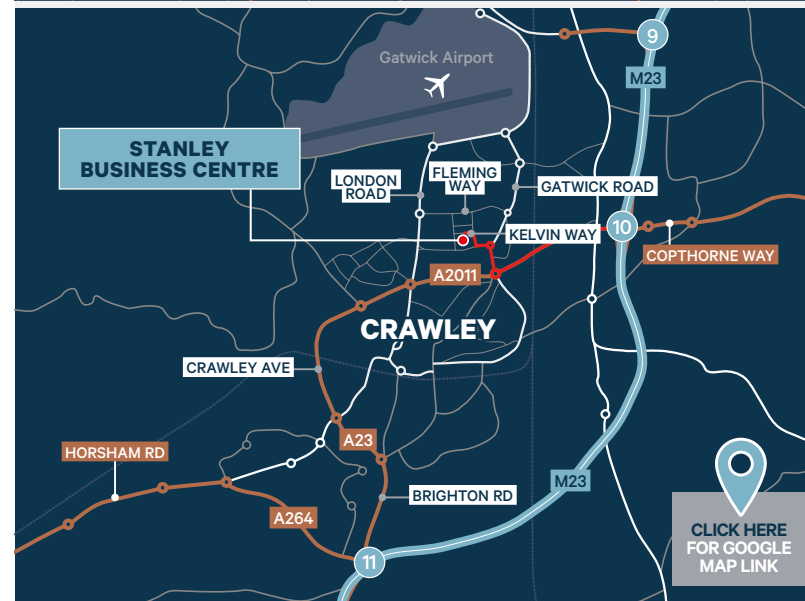 9
Gatwick Airport
M23
STANLEY
BUSINESS CENTRE
LONDON
ROAD
FLEMING
WAY
GATWICK ROAD
10
KELVIN WAY
COPTHORNE WAY
A2011
CRAWLEY
CRAWLEY AVE
A23
HORSHAM RD
M23
BRIGHTON RD
A264
11
CLICK HERE
FOR GOOGLE
MAP LINK